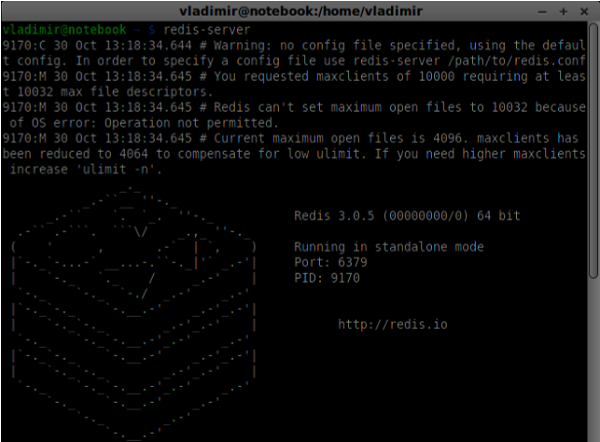 vladimir@notebook:/home/vladimir
vladimir@notebook ~ $ redis-server
9170:C 30 Oct 13:18:34.644 # Warning: no config file specified, using the defaul
t config. In order to specify a config file use redis-server /path/to/redis.conf
9170:M 30 Oct 13:18:34.645 # You requested maxclients of 10000 requiring at leas
t 10032 max file descriptors.
9170:M 30 Oct 13:18:34.645 # Redis can't set maximum open files to 10032 because
of OS error: Operation not permitted.
9170:M 30 Oct 13:18:34.645 # Current maximum open files is 4096. maxclients has
been reduced to 4064 to compensate for low ulimit. If you need higher maxclients
increase 'ulimit -n'.
Redis 3.0.5 (00000000/0) 64 bit
Running in standalone mode
Port: 6379
PID: 9170
http://redis.io